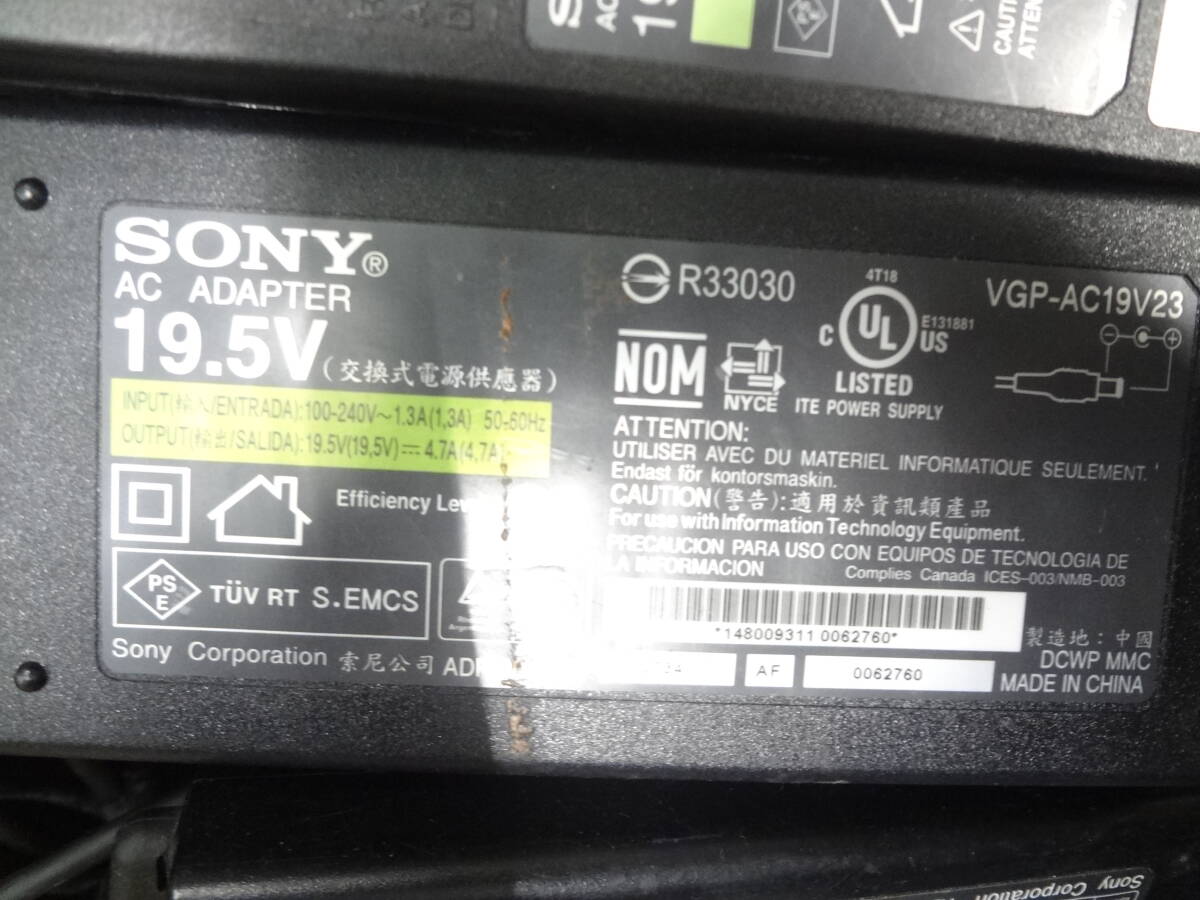 SONY®
AC ADAPTER
19.5V (交換式電源供應器)
INPUT(輸入/ENTRADA):100-240V~1.3A(1,3A) 50-60Hz
OUTPUT(輸出/SALIDA):19.5V(19,5V)⎓4.7A(4,7A)
Efficiency
PS
E
TÜV RT S.EMCS
Sony Corporation 索尼公司
R33030
4T18
VGP-AC19V23
C UL US
E131881
LISTED
ITE POWER SUPPLY
NOM
NYCE
ATTENTION:
UTILISER AVEC DU MATERIEL INFORMATIQUE SEULEMENT.
Endast för kontorsmaskin.
CAUTION(警告):適用於資訊類產品
For use with Information Technology Equipment.
PRECAUCION PARA USO CON EQUIPOS DE TECNOLOGIA DE
LA INFORMACION
Complies Canada ICES-003/NMB-003
*148009311 0062760*
AF
0062760
製造地:中國
DCWP MMC
MADE IN CHINA
Sony Corporation